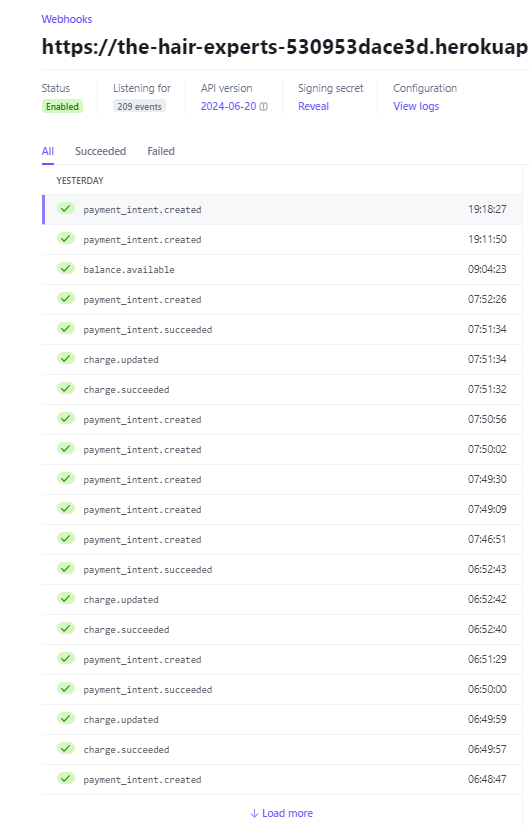 Webhooks
https://the-hair-experts-530953dace3d.herokuap
Status Listening for API version Signing secret Configuration
Enabled 209 events 2024-06-20 Reveal View logs
All Succeeded Failed
YESTERDAY
payment_intent.created 19:18:27
payment_intent.created 19:11:50
balance.available 09:04:23
payment_intent.created 07:52:26
payment_intent.succeeded 07:51:34
charge.updated 07:51:34
charge.succeeded 07:51:32
payment_intent.created 07:50:56
payment_intent.created 07:50:02
payment_intent.created 07:49:30
payment_intent.created 07:49:09
payment_intent.created 07:46:51
payment_intent.succeeded 06:52:43
charge.updated 06:52:42
charge.succeeded 06:52:40
payment_intent.created 06:51:29
payment_intent.succeeded 06:50:00
charge.updated 06:49:59
charge.succeeded 06:49:57
payment_intent.created 06:48:47
↓ Load more